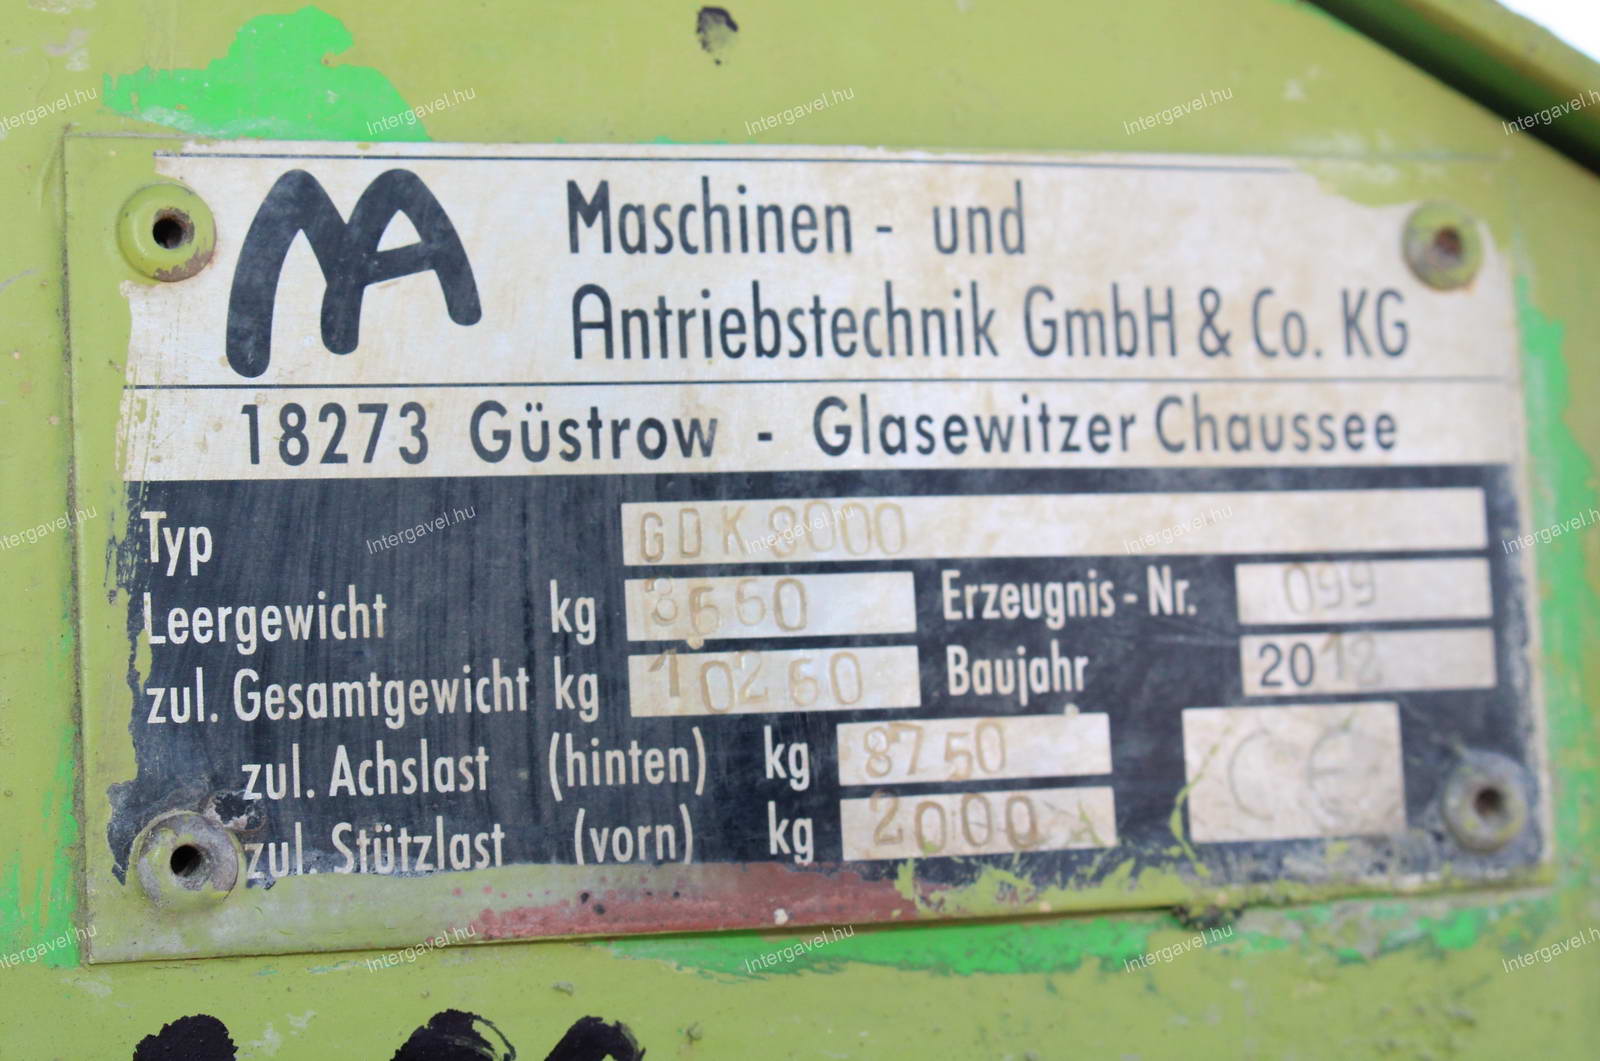 MA Maschinen - und
Antriebstechnik GmbH & Co. KG
18273 Güstrow - Glasewitzer Chaussee
Typ GDK 8000
Leergewicht kg 3660 Erzeugnis - Nr. 099
zul. Gesamtgewicht kg 10260 Baujahr 2012
zul. Achslast (hinten) kg 8750 CE
zul. Stützlast (vorn) kg 2000
Intergavel.hu